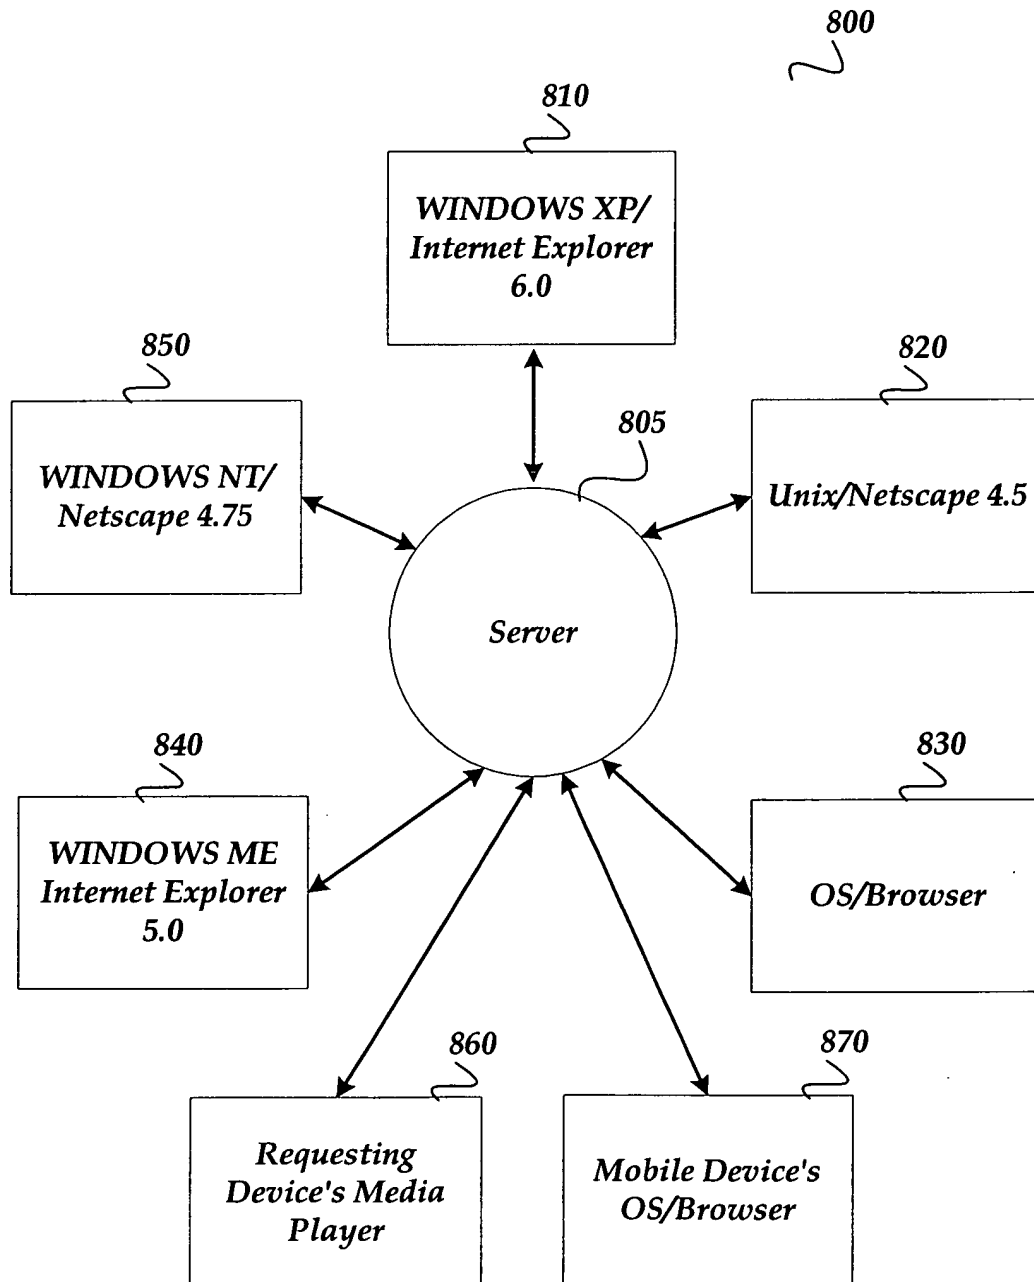 800
810
WINDOWS XP/
Internet Explorer
6.0
850
WINDOWS NT/
Netscape 4.75
820
Unix/Netscape 4.5
805
Server
840
WINDOWS ME
Internet Explorer
5.0
830
OS/Browser
860
Requesting
Device's Media
Player
870
Mobile Device's
OS/Browser